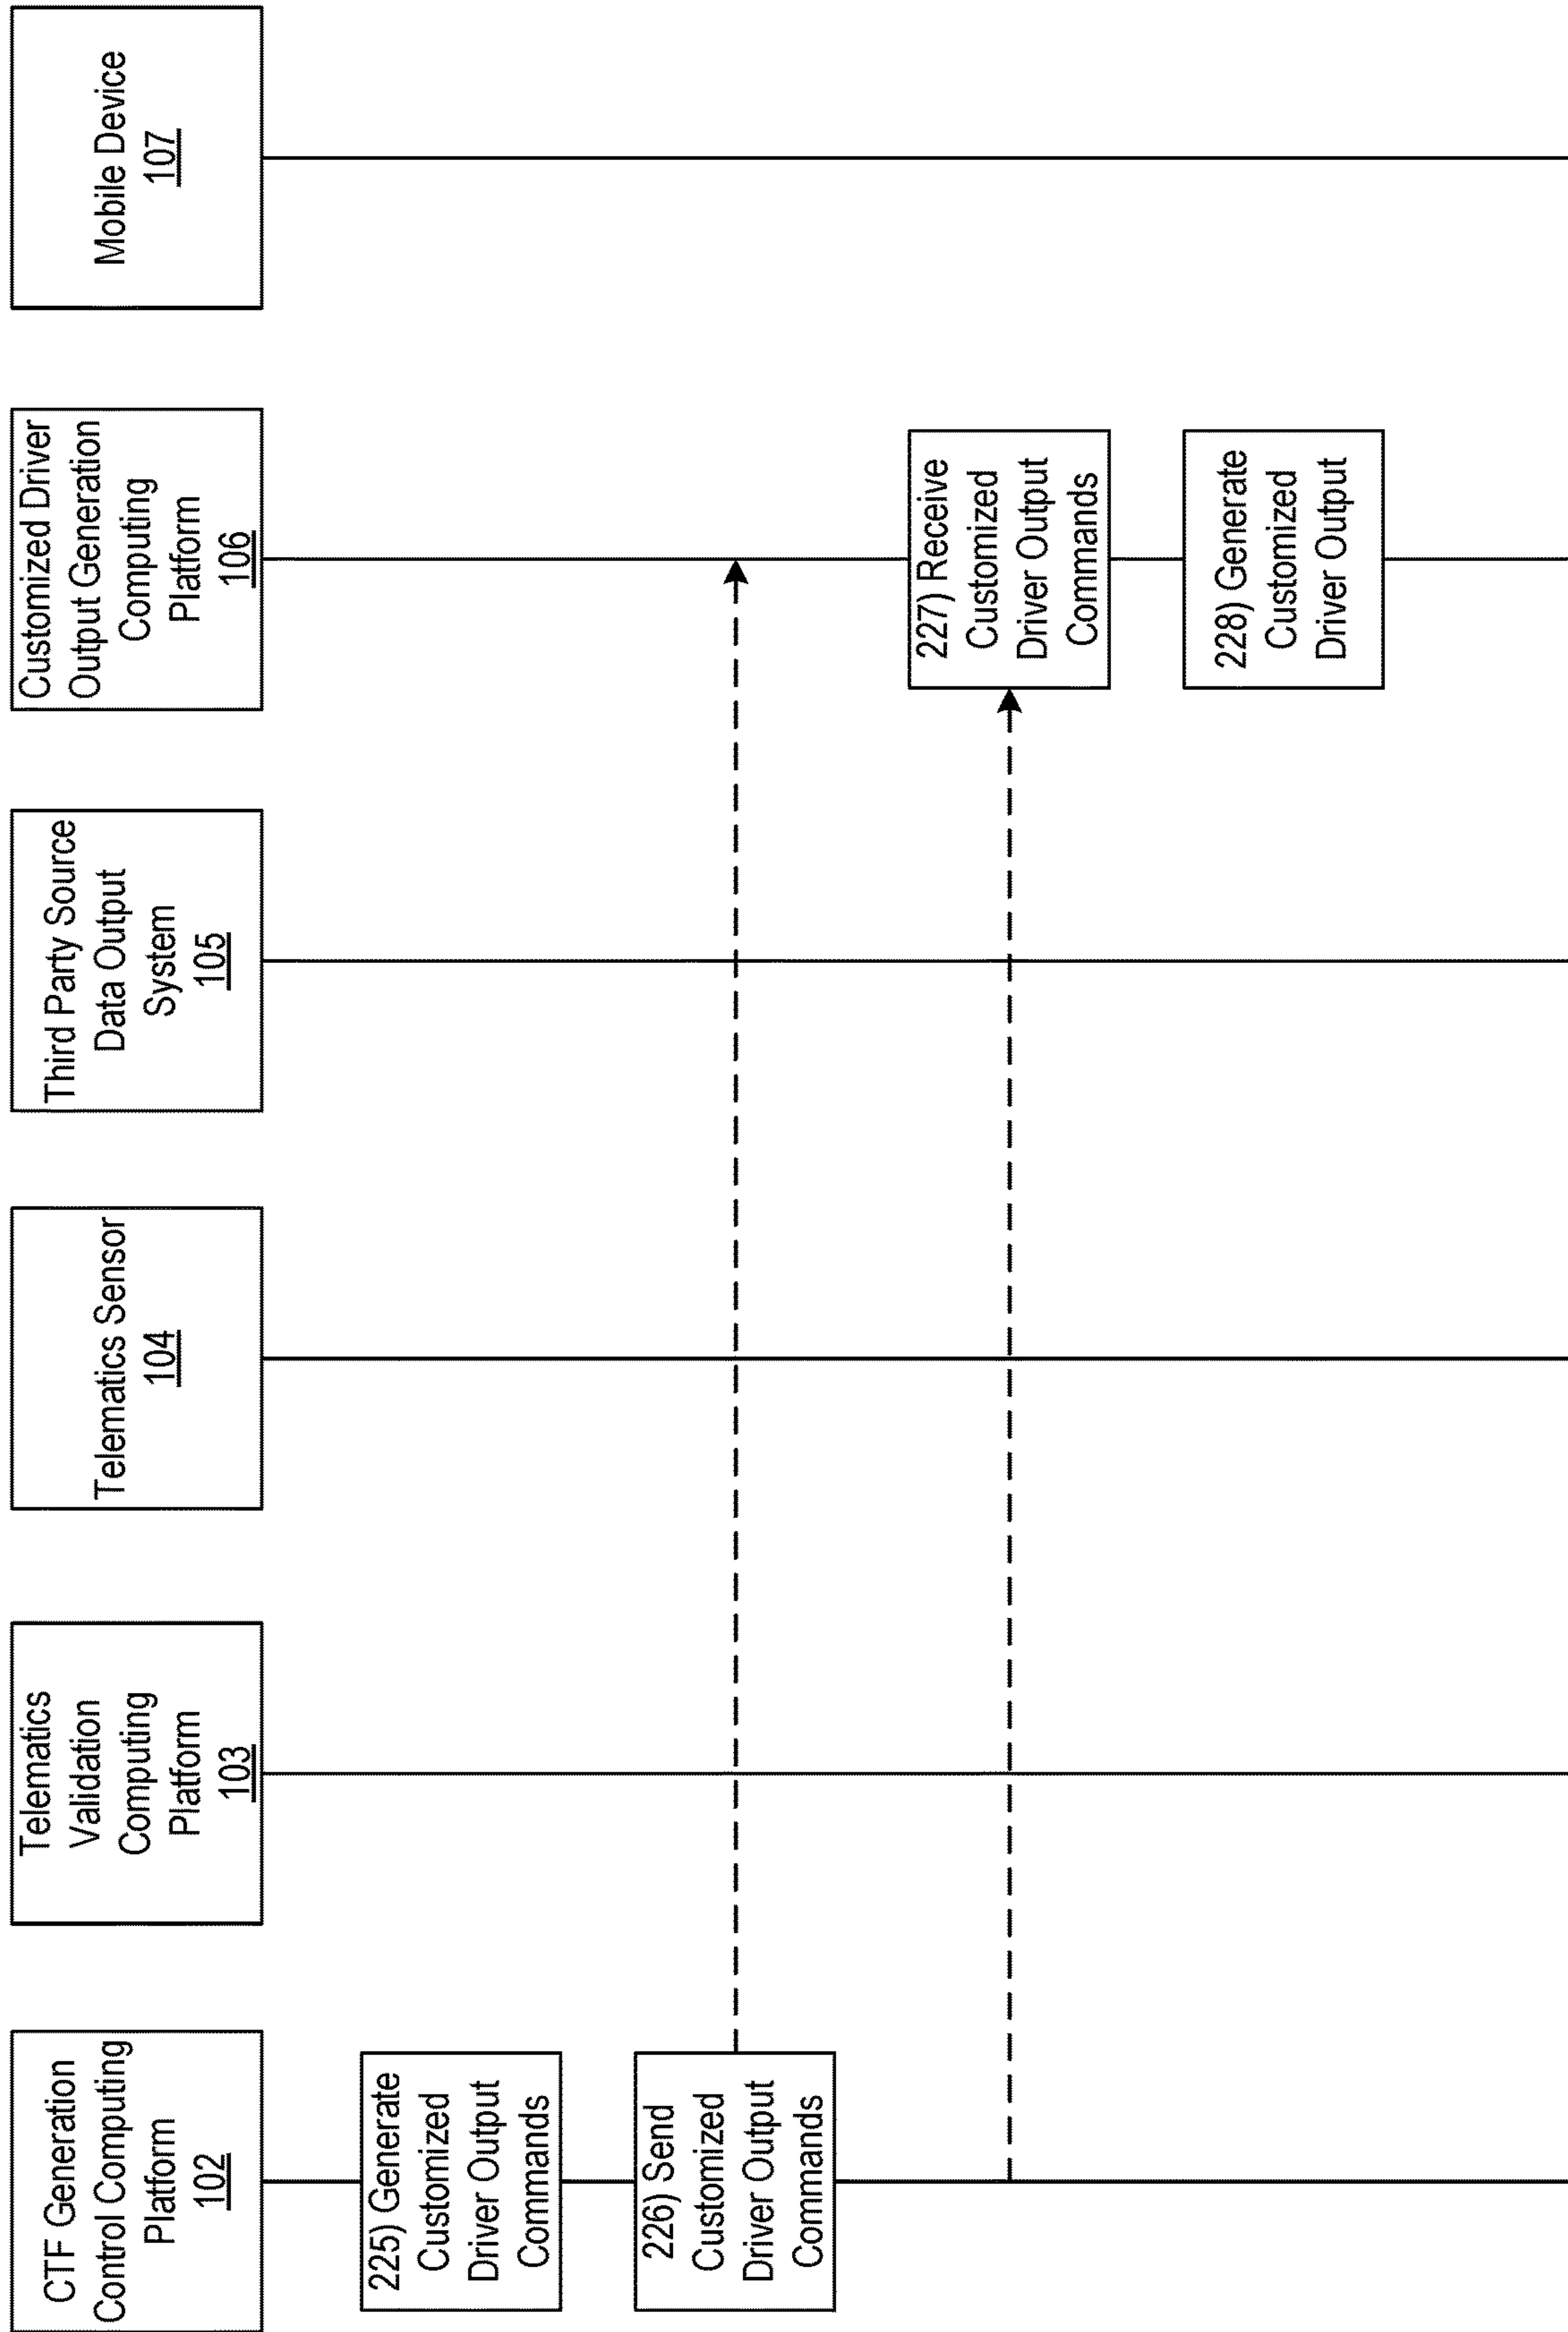 CTF Generation
Control Computing
Platform
102
Telematics
Validation
Computing
Platform
103
Telematics Sensor
104
Third Party Source
Data Output
System
105
Customized Driver
Output Generation
Computing
Platform
106
Mobile Device
107
225) Generate
Customized
Driver Output
Commands
226) Send
Customized
Driver Output
Commands
227) Receive
Customized
Driver Output
Commands
228) Generate
Customized
Driver Output